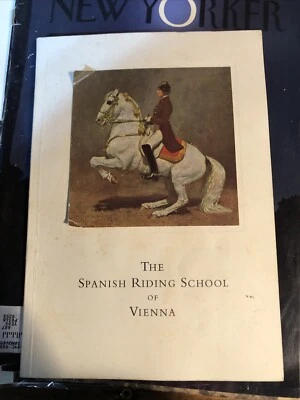 NEW YORKER
THE
SPANISH RIDING SCHOOL
OF
VIENNA